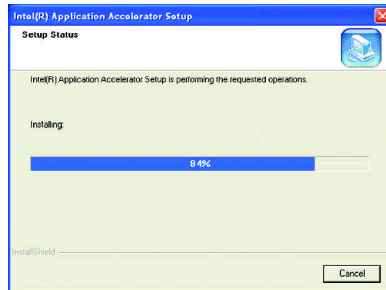 Intel(R) Application Accelerator Setup
Setup Status
Intel(R) Application Accelerator Setup is performing the requested operations.
Installing:
84%
InstallShield
Cancel